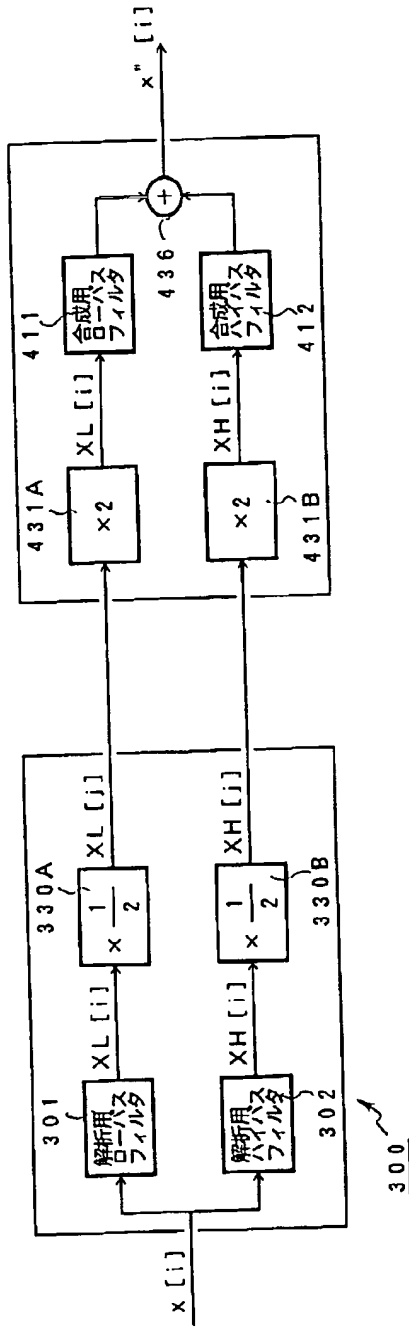 x [i]
301
解析用
ローパス
フィルタ
XL [i]
330A
× 1/2
XL [j]
431A
×2
XL [i]
411
合成用
ローパス
フィルタ
+
436
x" [i]
解析用
ハイパス
フィルタ
302
XH [i]
× 1/2
330B
XH [j]
×2
431B
XH [i]
合成用
ハイパス
フィルタ
412
300